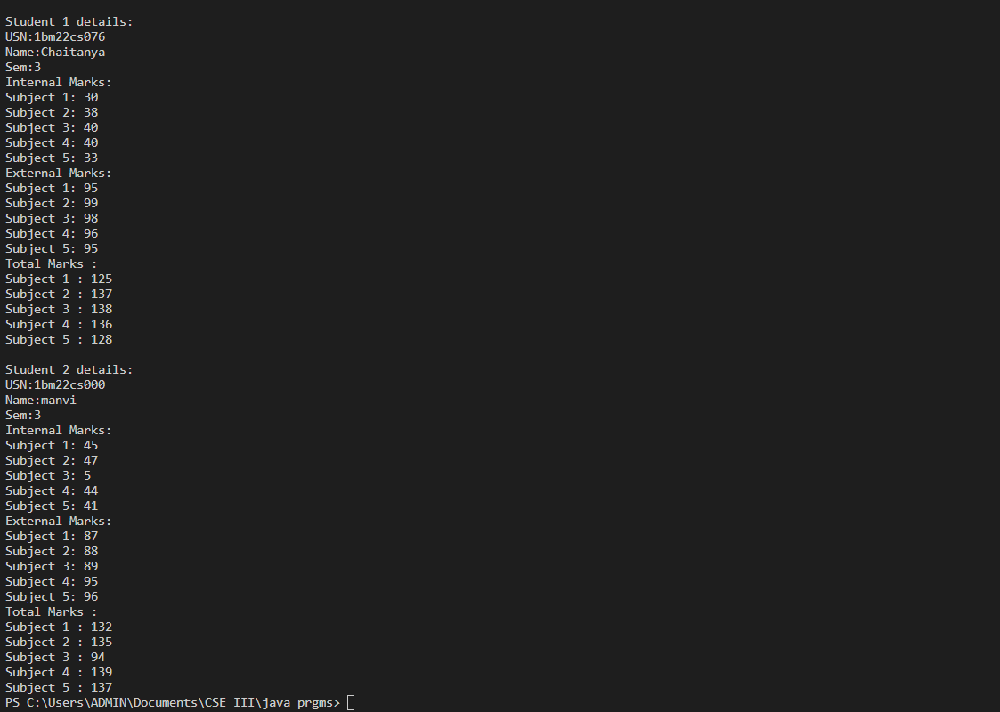 Student 1 details:
USN:1bm22cs076
Name:Chaitanya
Sem:3
Internal Marks:
Subject 1: 30
Subject 2: 38
Subject 3: 40
Subject 4: 40
Subject 5: 33
External Marks:
Subject 1: 95
Subject 2: 99
Subject 3: 98
Subject 4: 96
Subject 5: 95
Total Marks :
Subject 1 : 125
Subject 2 : 137
Subject 3 : 138
Subject 4 : 136
Subject 5 : 128
Student 2 details:
USN:1bm22cs000
Name:manvi
Sem:3
Internal Marks:
Subject 1: 45
Subject 2: 47
Subject 3: 5
Subject 4: 44
Subject 5: 41
External Marks:
Subject 1: 87
Subject 2: 88
Subject 3: 89
Subject 4: 95
Subject 5: 96
Total Marks :
Subject 1 : 132
Subject 2 : 135
Subject 3 : 94
Subject 4 : 139
Subject 5 : 137
PS C:\Users\ADMIN\Documents\CSE III\java prgms>